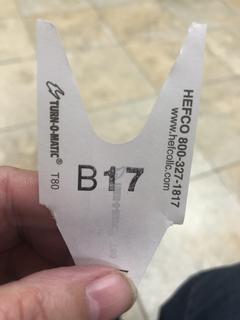 TURN-O-MATIC® T80
B17
HEFCO 800-327-1817
www.hefcollc.com